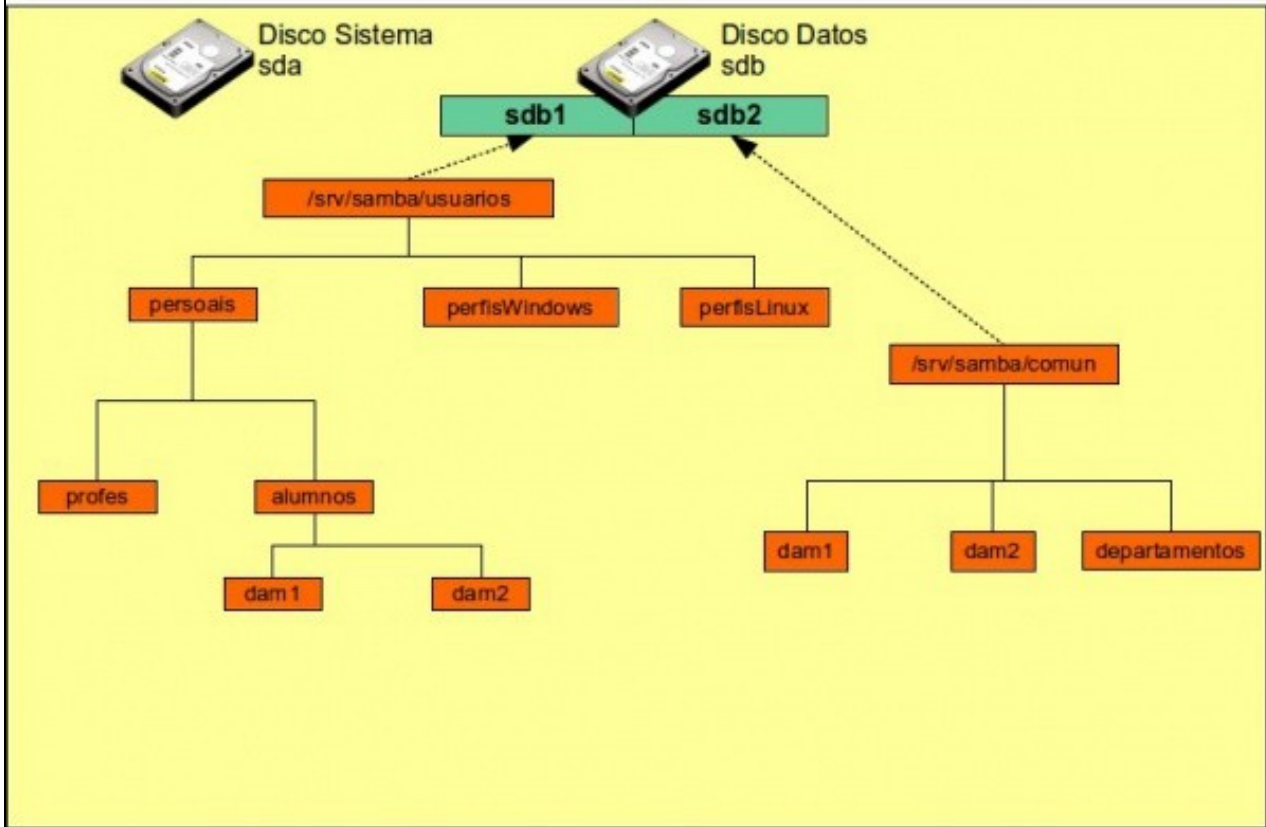 Disco Sistema
sda
Disco Datos
sdb
sdb1
sdb2
/srv/samba/usuarios
persoais
perfisWindows
perfisLinux
/srv/samba/comun
profes
alumnos
dam1
dam2
departamentos
dam1
dam2